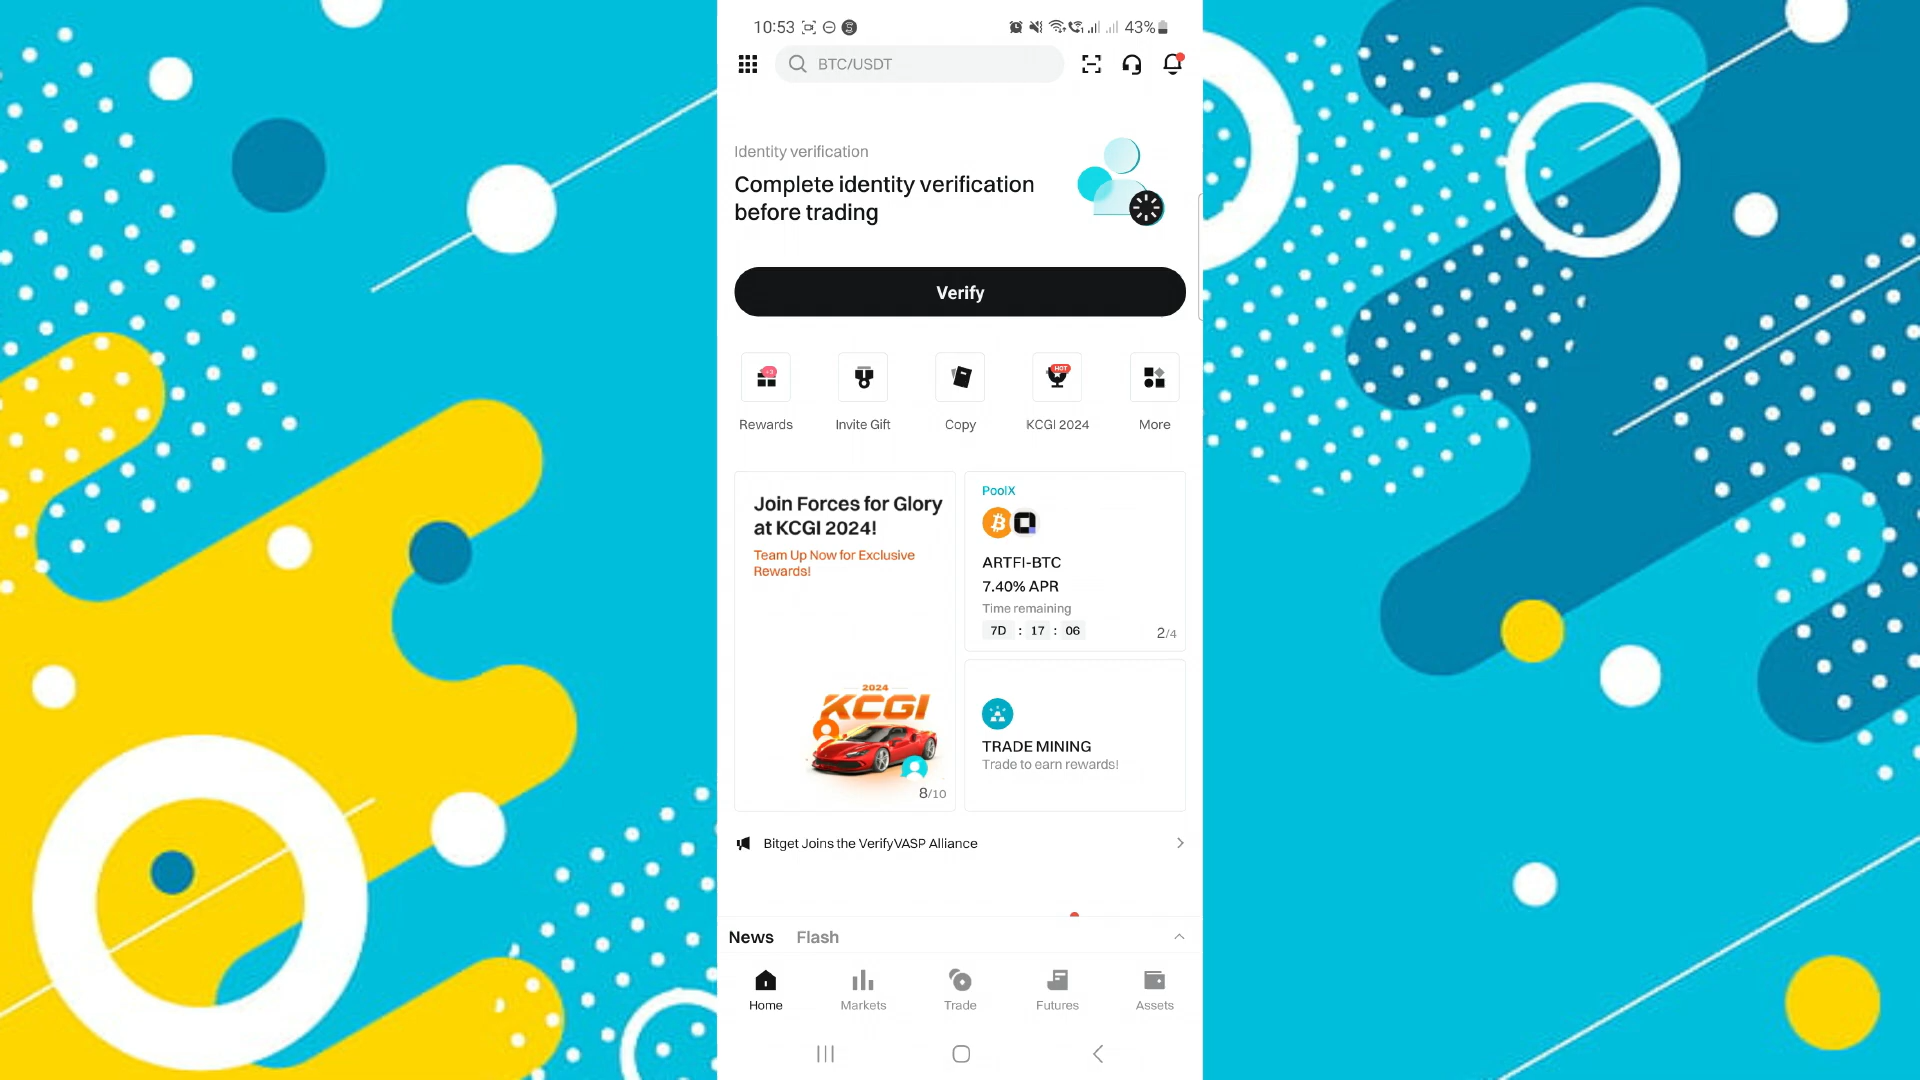 10:53
43%
BTC/USDT
Identity verification
Complete identity verification
before trading
Verify
+3
HOT
Rewards
Invite Gift
Copy
KCGI 2024
More
Join Forces for Glory
at KCGI 2024!
Team Up Now for Exclusive
Rewards!
2024
KCGI
8/10
PoolX
ARTFI-BTC
7.40% APR
Time remaining
7D : 17 : 06
2/4
TRADE MINING
Trade to earn rewards!
Bitget Joins the VerifyVASP Alliance
News
Flash
Home
Markets
Trade
Futures
Assets